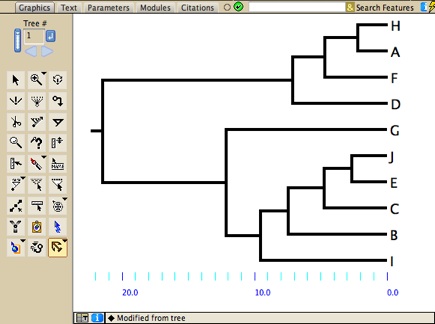 Graphics Text Parameters Modules Citations Search Features
Tree #
1
H
A
F
D
G
J
E
C
B
I
20.0 10.0 0.0
Modified from tree